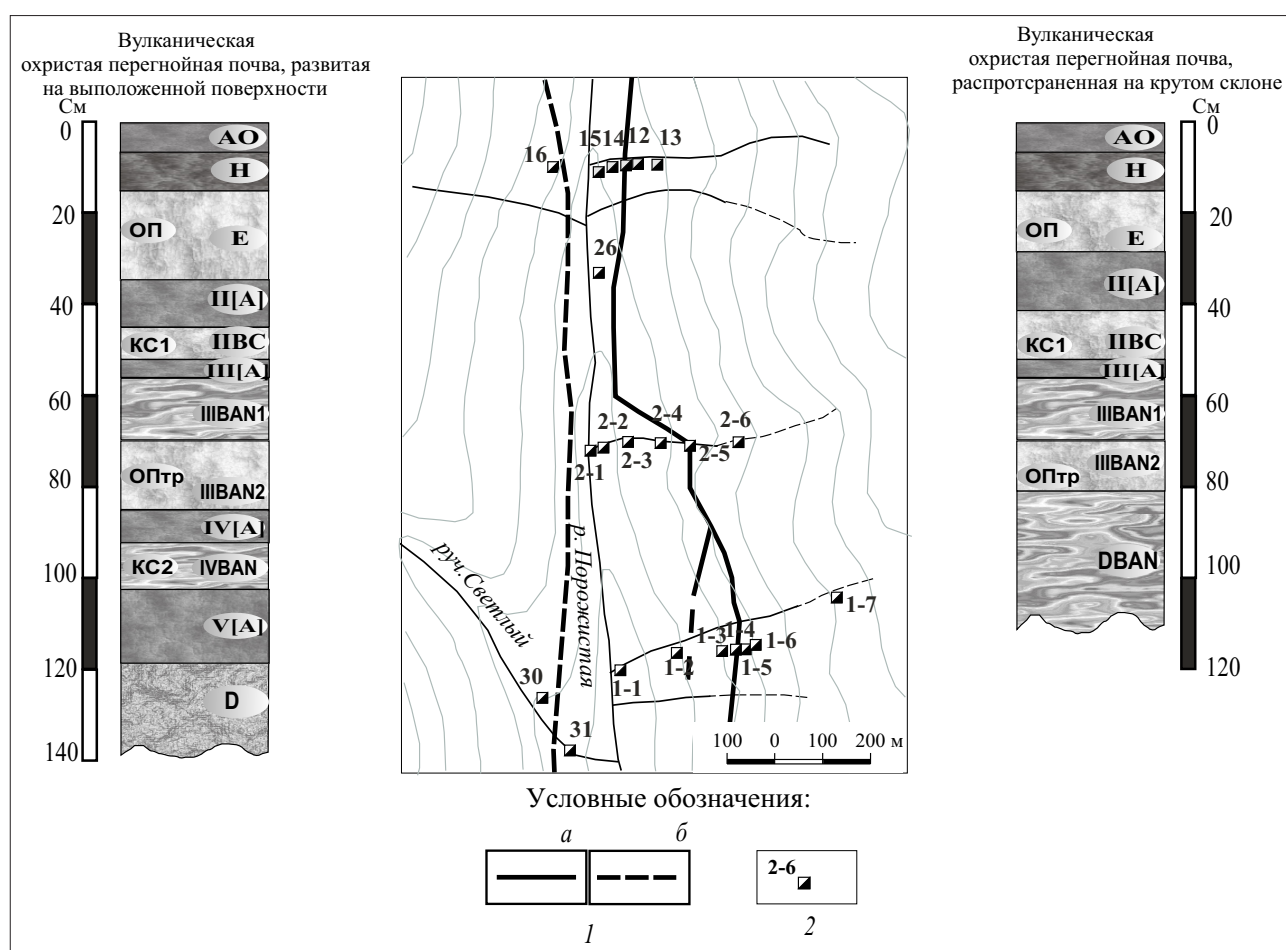 Вулканическая
охристая перегнойная почва, развитая
на выположенной поверхности
См
0
20
40
60
80
100
120
140
АО
Н
ОП
Е
II[A]
КС1
IIBC
III[A]
IIIBAN1
ОПтр
IIIBAN2
IV[A]
КС2
IVBAN
V[A]
D
16
15
14
12
13
26
2-2
2-4
2-6
2-1
2-3
2-5
р. Порожистая
руч.Светлый
1-7
1-3
1-4
1-6
1-2
1-5
1-1
30
31
100 0 100 200 м
Вулканическая
охристая перегнойная почва,
распротсраненная на крутом склоне
См
0
20
40
60
80
100
120
АО
Н
ОП
Е
II[A]
КС1
IIBC
III[A]
IIIBAN1
IIIBAN2
ОПтр
DBAN
Условные обозначения:
а
б
1
2-6
2